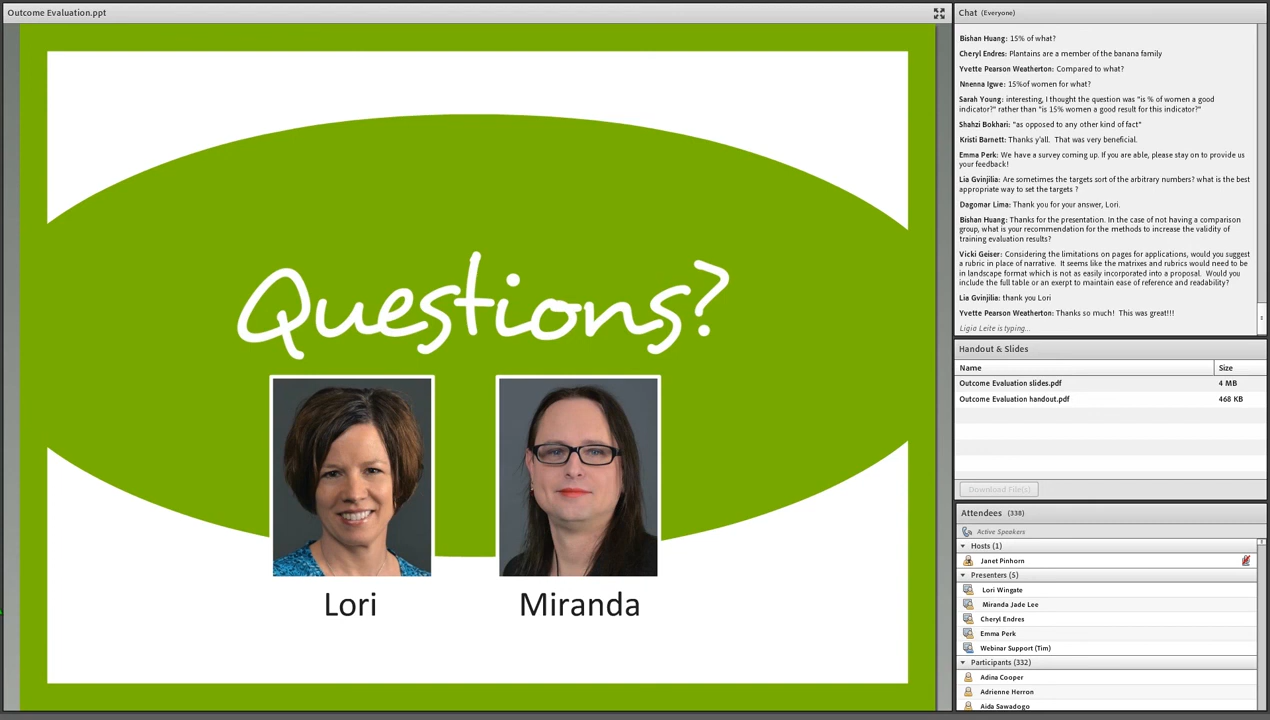 Outcome Evaluation.ppt
Questions?
Lori
Miranda
Chat (Everyone)
Bishan Huang: 15% of what?
Cheryl Endres: Plantains are a member of the banana family
Yvette Pearson Weatherton: Compared to what?
Nnenna Igwe: 15%of women for what?
Sarah Young: interesting, I thought the question was "is % of women a good
indicator?" rather than "is 15% women a good result for this indicator?"
Shahzi Bokhari: "as opposed to any other kind of fact"
Kristi Barnett: Thanks y'all. That was very beneficial.
Emma Perk: We have a survey coming up. If you are able, please stay on to provide us
your feedback!
Lia Gvinjilia: Are sometimes the targets sort of the arbitrary numbers? what is the best
appropriate way to set the targets ?
Dagomar Lima: Thank you for your answer, Lori.
Bishan Huang: Thanks for the presentation. In the case of not having a comparison
group, what is your recommendation for the methods to increase the validity of
training evaluation results?
Vicki Geiser: Considering the limitations on pages for applications, would you suggest
a rubric in place of narrative. It seems like the matrixes and rubrics would need to be
in landscape format which is not as easily incorporated into a proposal. Would you
include the full table or an exerpt to maintain ease of reference and readability?
Lia Gvinjilia: thank you Lori
Yvette Pearson Weatherton: Thanks so much! This was great!!!
Ligia Leite is typing...
Handout & Slides
Name Size
Outcome Evaluation slides.pdf 4 MB
Outcome Evaluation handout.pdf 468 KB
Download File(s)
Attendees (338)
Active Speakers
Hosts (1)
Janet Pinhorn
Presenters (5)
Lori Wingate
Miranda Jade Lee
Cheryl Endres
Emma Perk
Webinar Support (Tim)
Participants (332)
Adina Cooper
Adrienne Herron
Aida Sawadogo